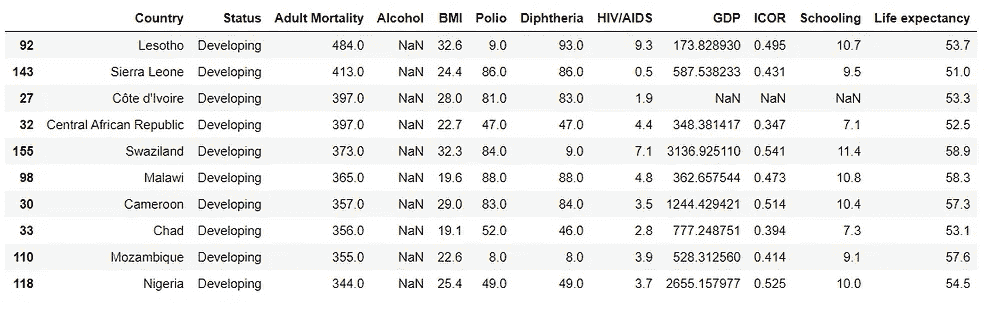 Country Status Adult Mortality Alcohol BMI Polio Diphtheria HIV/AIDS GDP ICOR Schooling Life expectancy
92 Lesotho Developing 484.0 NaN 32.6 9.0 93.0 9.3 173.828930 0.495 10.7 53.7
143 Sierra Leone Developing 413.0 NaN 24.4 86.0 86.0 0.5 587.538233 0.431 9.5 51.0
27 Côte d'Ivoire Developing 397.0 NaN 28.0 81.0 83.0 1.9 NaN NaN NaN 53.3
32 Central African Republic Developing 397.0 NaN 22.7 47.0 47.0 4.4 348.381417 0.347 7.1 52.5
155 Swaziland Developing 373.0 NaN 32.3 84.0 9.0 7.1 3136.925110 0.541 11.4 58.9
98 Malawi Developing 365.0 NaN 19.6 88.0 88.0 4.8 362.657544 0.473 10.8 58.3
30 Cameroon Developing 357.0 NaN 29.0 83.0 84.0 3.5 1244.429421 0.514 10.4 57.3
33 Chad Developing 356.0 NaN 19.1 52.0 46.0 2.8 777.248751 0.394 7.3 53.1
110 Mozambique Developing 355.0 NaN 22.6 8.0 8.0 3.9 528.312560 0.414 9.1 57.6
118 Nigeria Developing 344.0 NaN 25.4 49.0 49.0 3.7 2655.157977 0.525 10.0 54.5